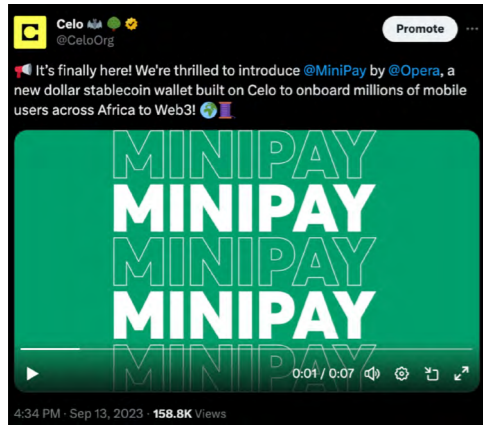 Celo 🦇🌳
@CeloOrg
Promote
📢 It's finally here! We're thrilled to introduce @MiniPay by @Opera, a
new dollar stablecoin wallet built on Celo to onboard millions of mobile
users across Africa to Web3! 🌍🧵
MINIPAY
MINIPAY
MINIPAY
MINIPAY
MINIPAY
0:01 / 0:07
4:34 PM · Sep 13, 2023 · 158.8K Views